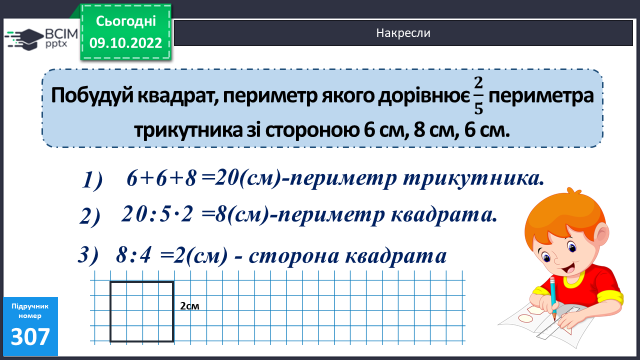 ВСІМ
pptx
Сьогодні
09.10.2022
Накресли
Побудуй квадрат, периметр якого дорівнює 2/5 периметра
трикутника зі стороною 6 см, 8 см, 6 см.
1) 6+6+8 =20(см)-периметр трикутника.
2) 20:5·2 =8(см)-периметр квадрата.
3) 8:4 =2(см) - сторона квадрата
2см
Підручник
номер
307